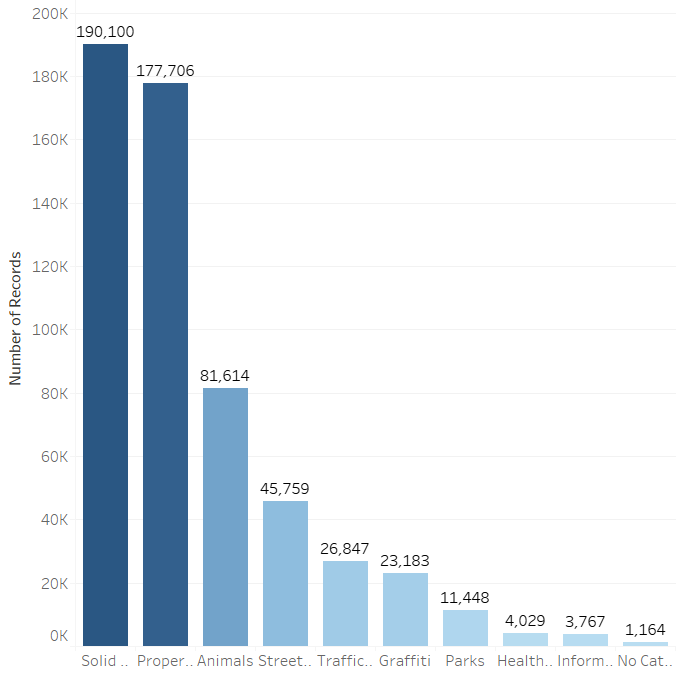 200K
190,100
177,706
180K
160K
140K
120K
100K
81,614
80K
60K
45,759
40K
26,847
23,183
20K
11,448
4,029
3,767
1,164
0K
Number of Records
Solid ..
Proper..
Animals
Street..
Traffic..
Graffiti
Parks
Health..
Inform..
No Cat..